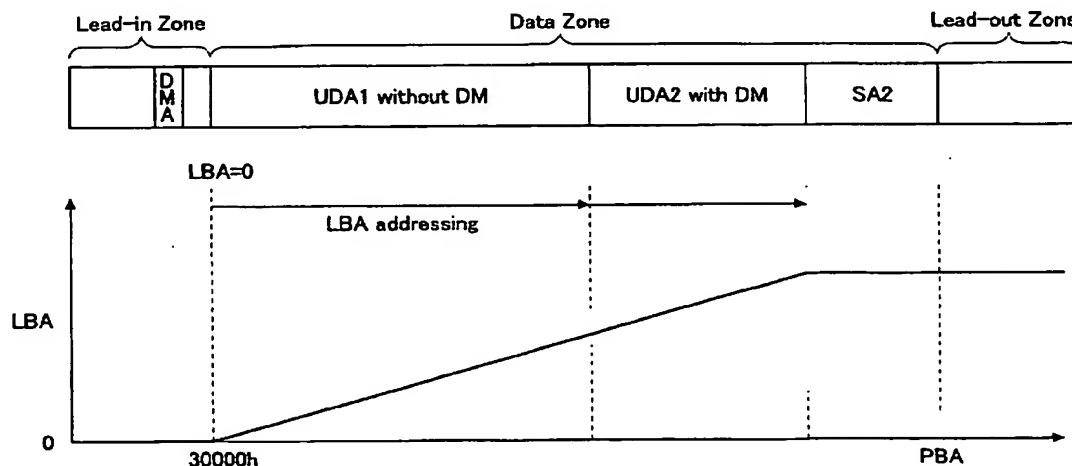 Lead-in Zone Data Zone Lead-out Zone
DMA UDA1 without DM UDA2 with DM SA2
LBA=0
LBA addressing
LBA
0
30000h PBA